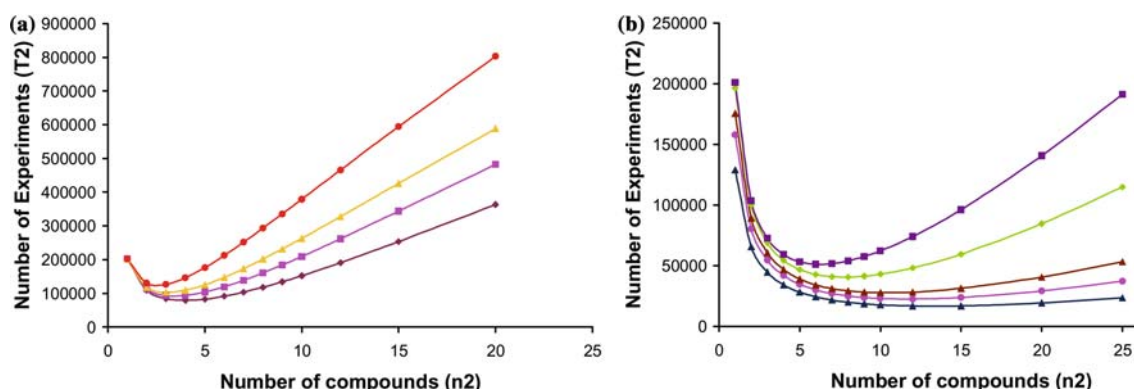 (a)
Number of Experiments (T2)
900000
800000
700000
600000
500000
400000
300000
200000
100000
0
0 5 10 15 20 25
Number of compounds (n2)
(b)
Number of Experiments (T2)
250000
200000
150000
100000
50000
0
0 5 10 15 20 25
Number of compounds (n2)